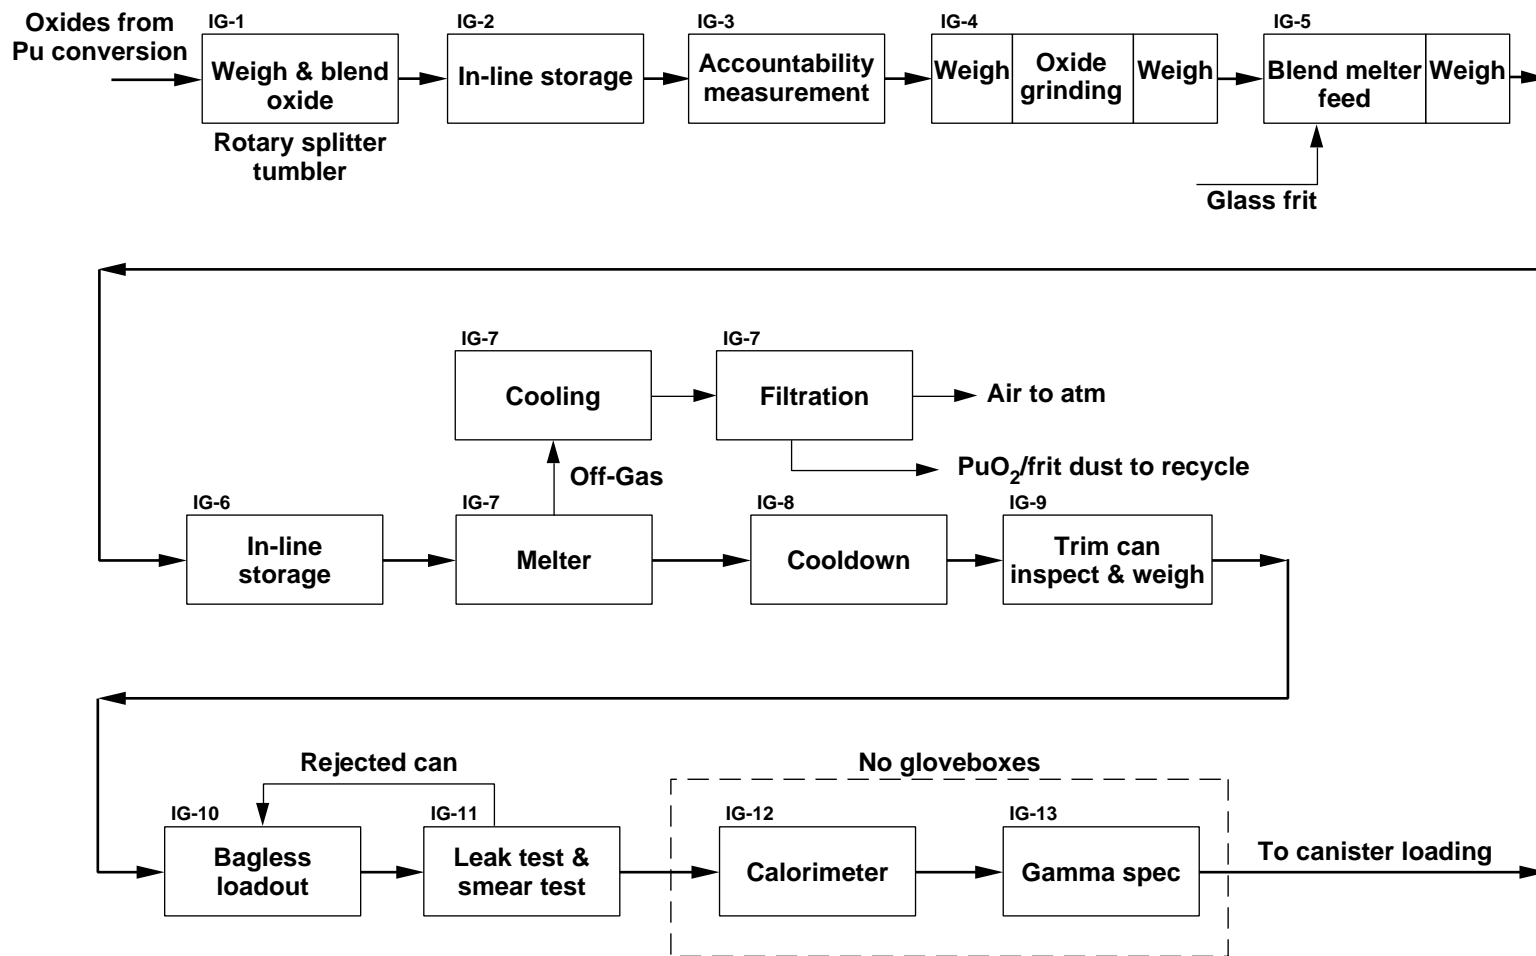 Oxides from
Pu conversion
IG-1
Weigh & blend
oxide
Rotary splitter
tumbler
IG-2
In-line storage
IG-3
Accountability
measurement
IG-4
Weigh
Oxide
grinding
Weigh
IG-5
Blend melter
feed
Weigh
Glass frit
IG-7
Cooling
IG-7
Filtration
Air to atm
PuO2/frit dust to recycle
Off-Gas
IG-6
In-line
storage
IG-7
Melter
IG-8
Cooldown
IG-9
Trim can
inspect & weigh
Rejected can
No gloveboxes
IG-10
Bagless
loadout
IG-11
Leak test &
smear test
IG-12
Calorimeter
IG-13
Gamma spec
To canister loading